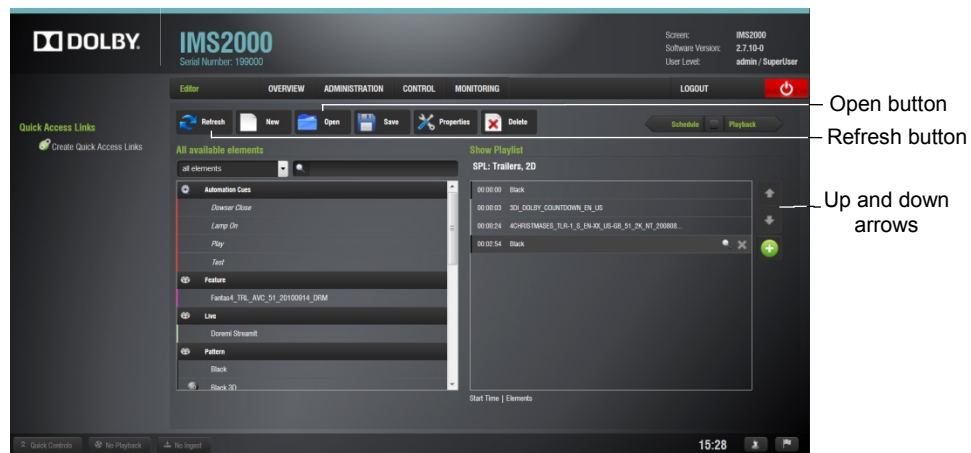 DOLBY.
IMS2000
Serial Number: 199000
Screen: IMS2000
Software Version: 2.7.10-0
User Level: admin / SuperUser
Editor OVERVIEW ADMINISTRATION CONTROL MONITORING LOGOUT
Quick Access Links
Create Quick Access Links
Refresh New Open Save Properties Delete
Schedule Playback
Open button
Refresh button
Up and down
arrows
All available elements
all elements
Automation Cues
Dowser Close
Lamp On
Play
Test
Feature
Fantas4_TRL_AVC_51_20100914_DRM
Live
Doremi StreamIt
Pattern
Black
Black 3D
Show Playlist
SPL: Trailers, 2D
00:00:00 Black
00:00:03 3DI_DOLBY_COUNTDOWN_EN_US
00:00:24 4CHRISTMASES_TLR-1_S_EN-XX_US-GB_51_2K_NT_200808...
00:02:54 Black
Start Time | Elements
Quick Controls No Playback No Ingest
15:28